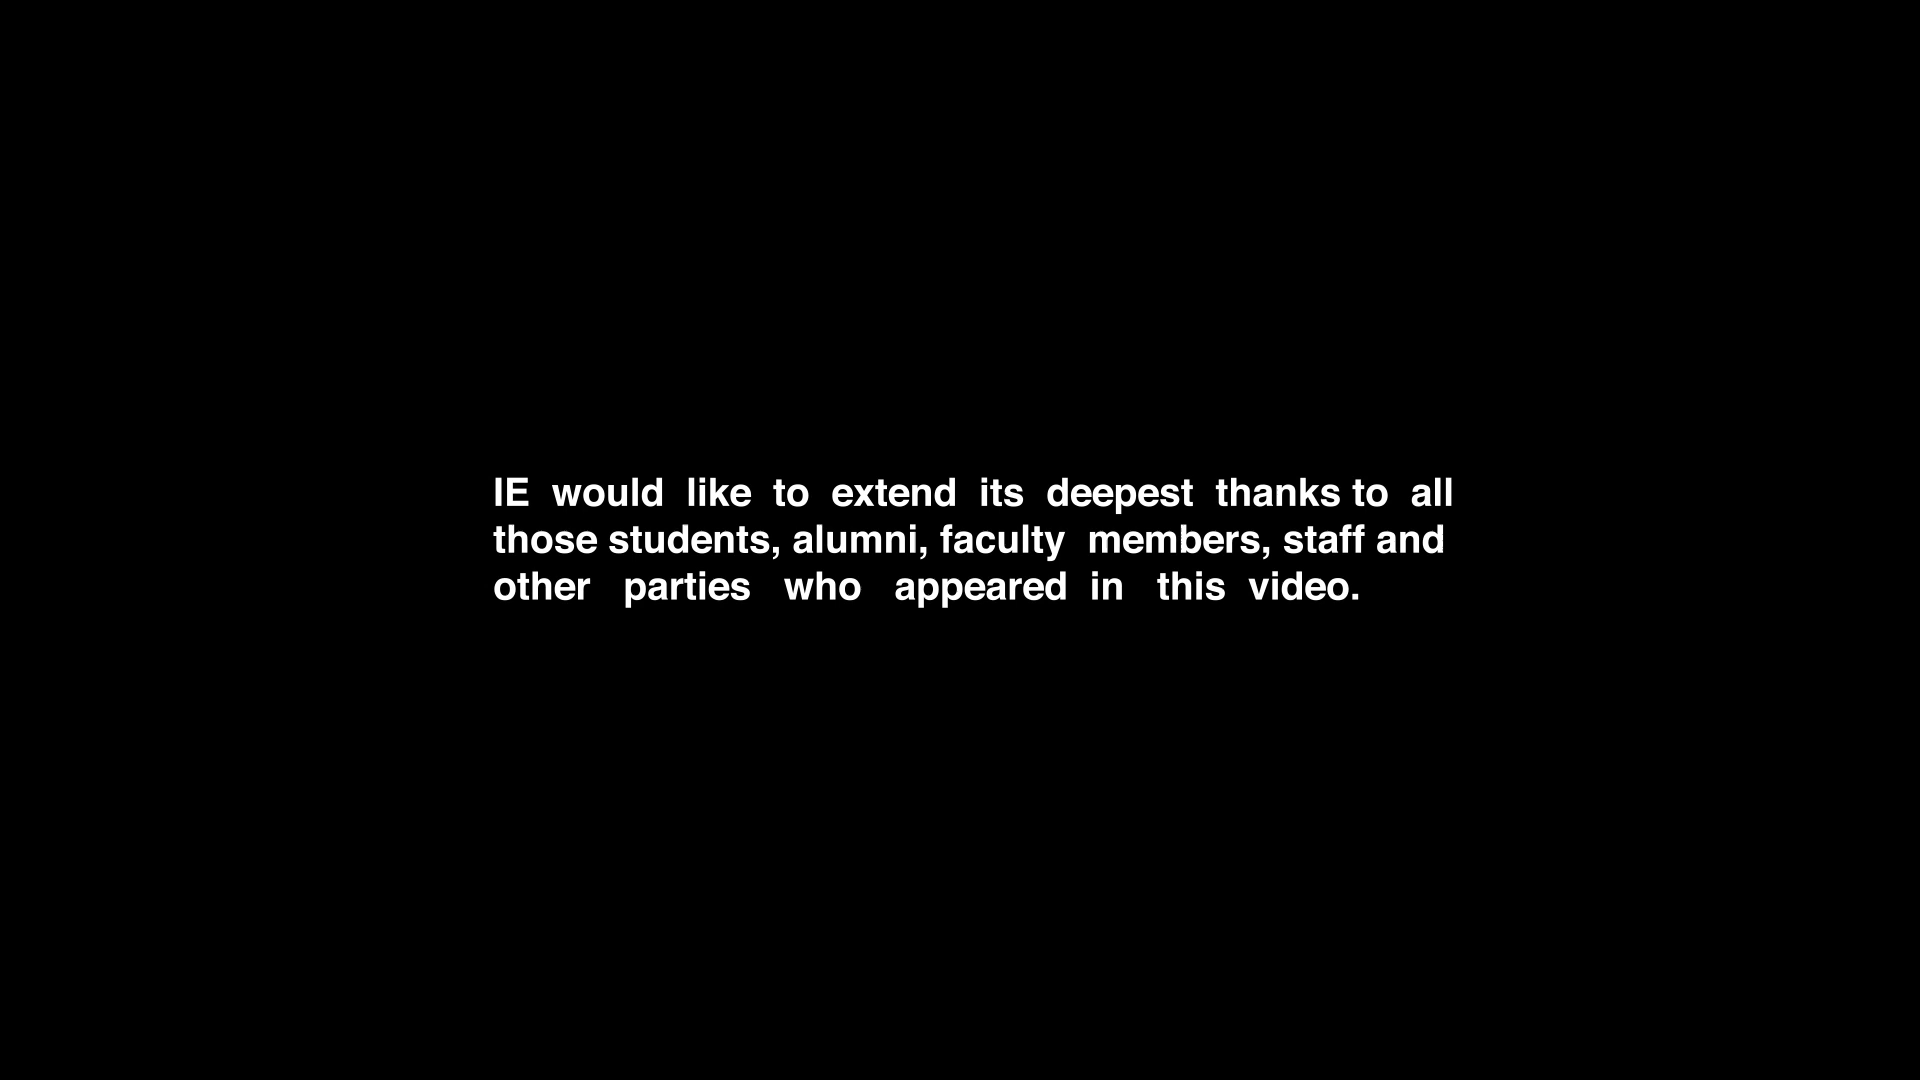 IE would like to extend its deepest thanks to all
those students, alumni, faculty members, staff and
other parties who appeared in this video.